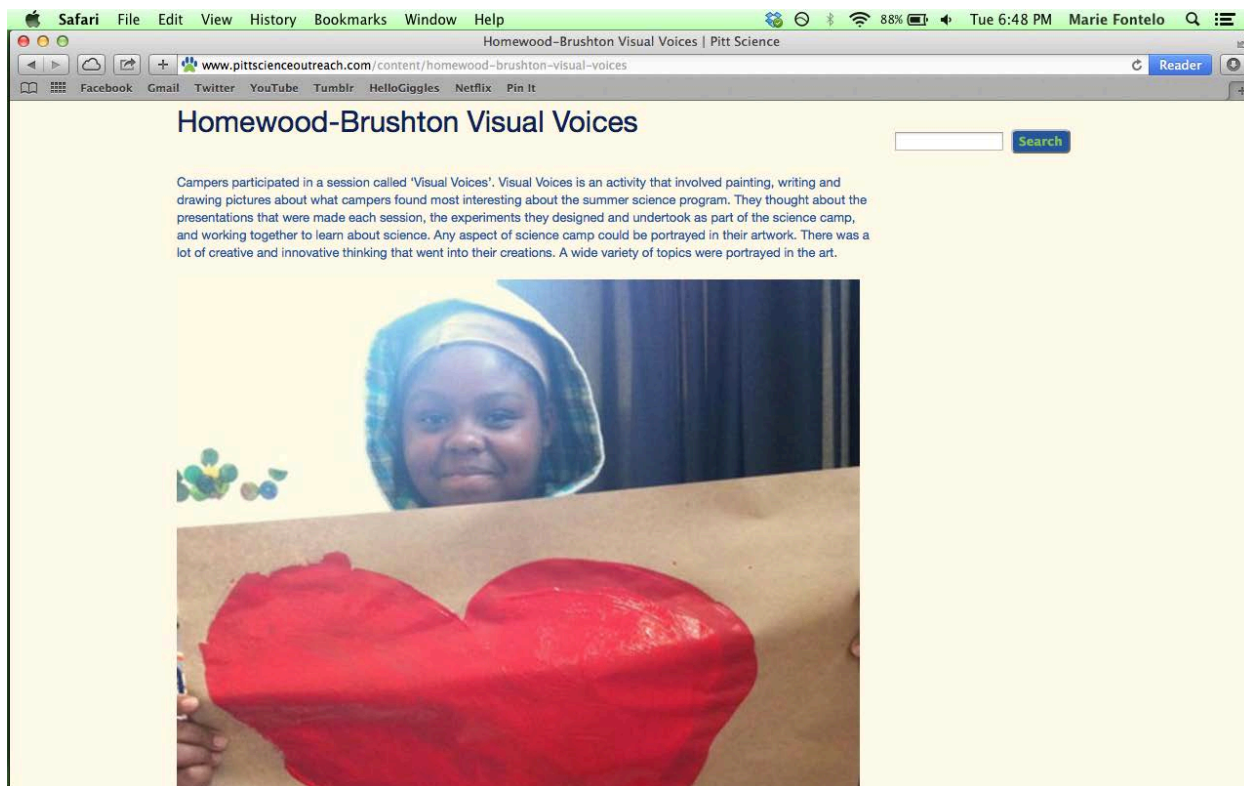 Safari File Edit View History Bookmarks Window Help 88% Tue 6:48 PM Marie Fontelo
Homewood-Brushton Visual Voices | Pitt Science
www.pittscienceoutreach.com/content/homewood-brushton-visual-voices Reader
Facebook Gmail Twitter YouTube Tumblr HelloGiggles Netflix Pin It
Homewood-Brushton Visual Voices
Search
Campers participated in a session called ‘Visual Voices’. Visual Voices is an activity that involved painting, writing and
drawing pictures about what campers found most interesting about the summer science program. They thought about the
presentations that were made each session, the experiments they designed and undertook as part of the science camp,
and working together to learn about science. Any aspect of science camp could be portrayed in their artwork. There was a
lot of creative and innovative thinking that went into their creations. A wide variety of topics were portrayed in the art.